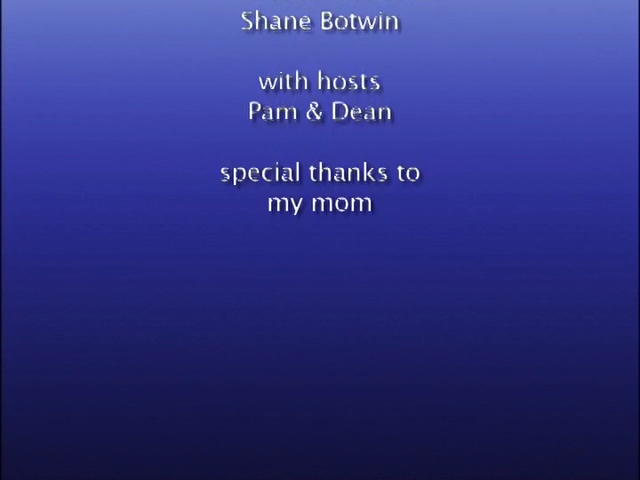 Shane Botwin
with hosts
Pam & Dean
special thanks to
my mom